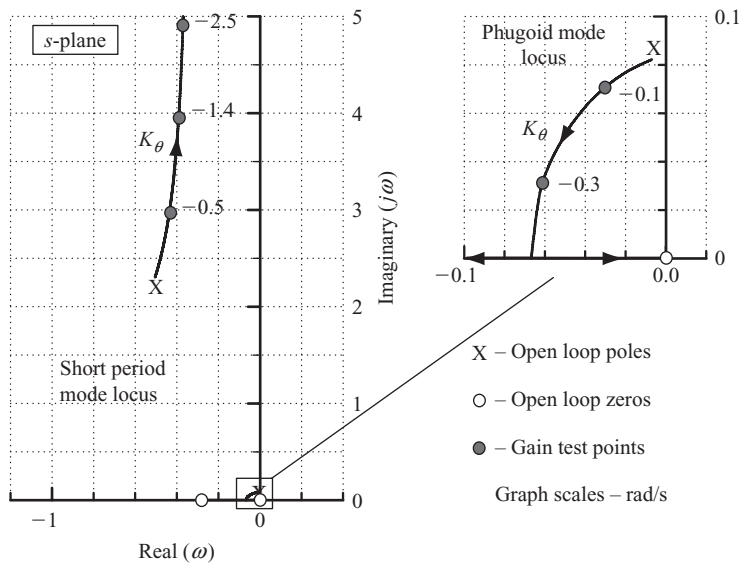 s-plane
−2.5
−1.4
−0.5
K_θ
X
Short period
mode locus
X
−1
0
Real (ω)
5
4
3
2
1
0
Imaginary (jω)
Phugoid mode
locus
X
−0.1
K_θ
−0.3
0.1
0
−0.1
0.0
X – Open loop poles
– Open loop zeros
– Gain test points
Graph scales – rad/s